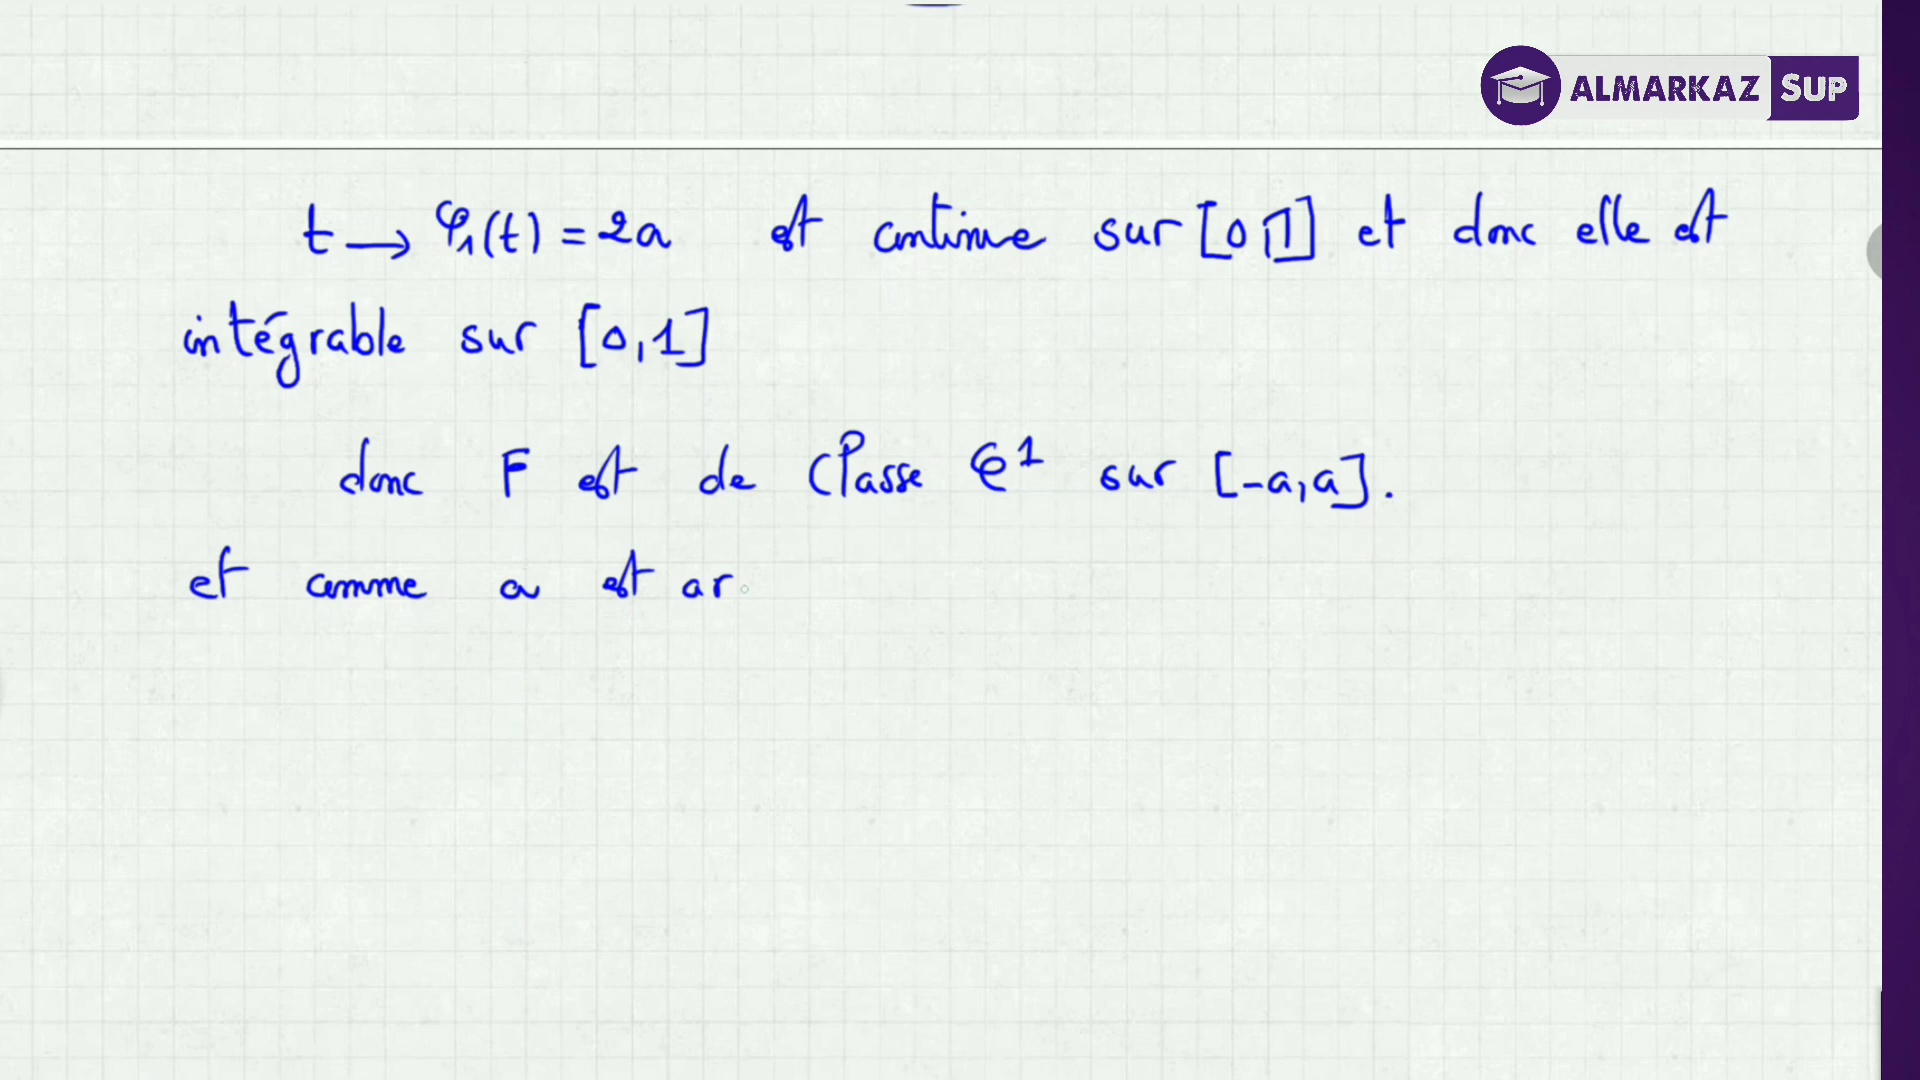 ALMARKAZ SUP
t → φ₁(t) = 2a est continue sur [0,1] et donc elle est
intégrable sur [0,1]
donc F est de classe C¹ sur [-a,a].
et comme a est ar